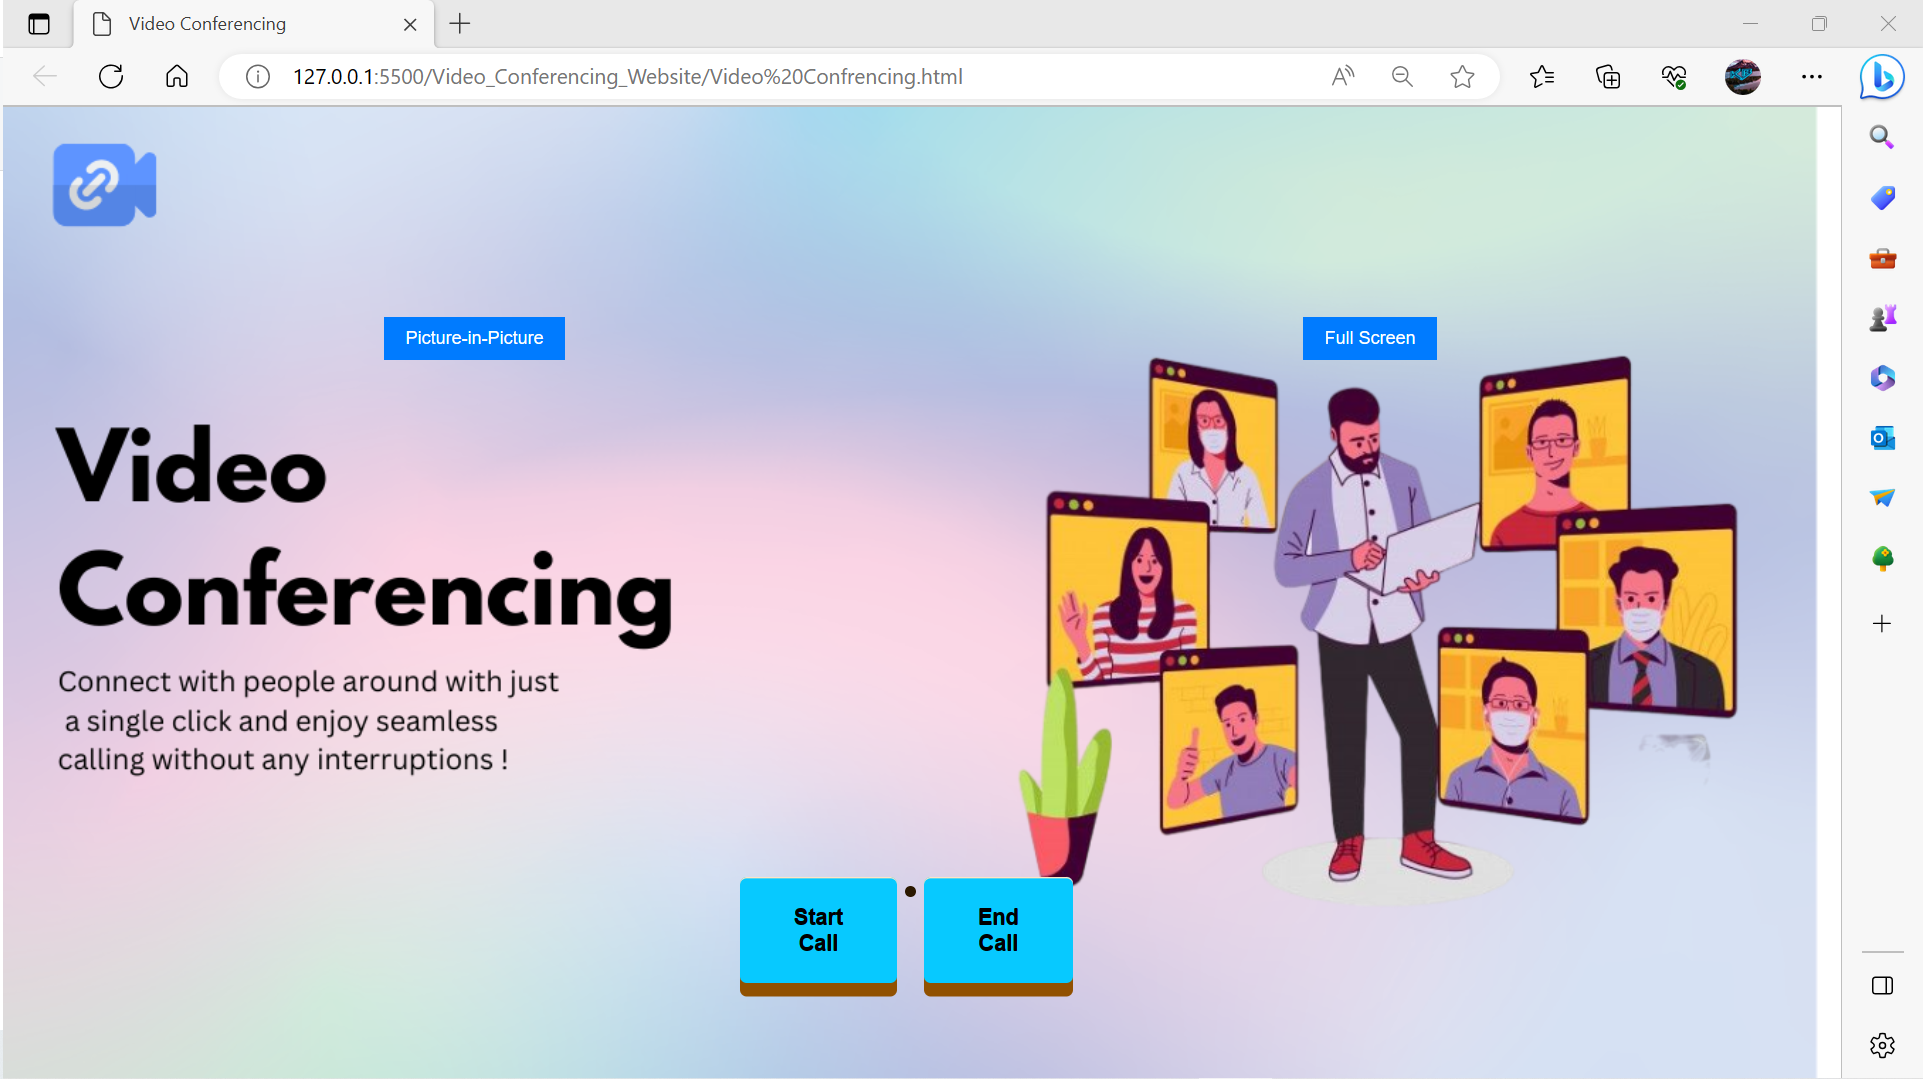 Video Conferencing
127.0.0.1:5500/Video_Conferencing_Website/Video%20Confrencing.html
Picture-in-Picture
Full Screen
Video
Conferencing
Connect with people around with just
a single click and enjoy seamless
calling without any interruptions !
Start
Call
End
Call